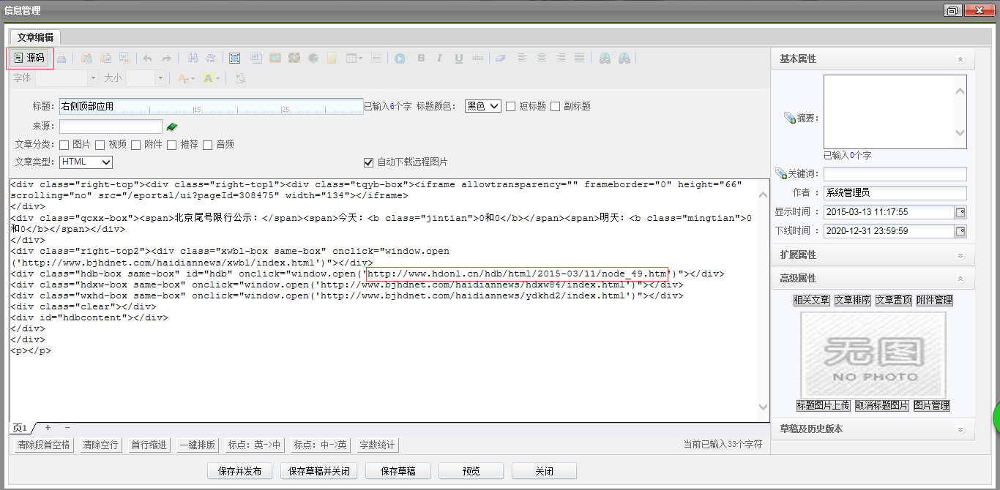 信息管理
文章编辑
源码
字体 大小
标题: 右侧顶部应用 15 25 已输入6个字 标题颜色: 黑色 短标题 副标题
来源:
文章分类: 图片 视频 附件 推荐 音频
文章类型: HTML 自动下载远程图片
<div class="right-top"><div class="right-top1"><div class="tqyb-box"><iframe allowtransparency="" frameborder="0" height="66"
scrolling="no" src="/eportal/ui?pageId=308475" width="134"></iframe>
</div>
<div class="qcxx-box"><span>北京尾号限行公示: </span><span>今天: <b class="jintian">0和0</b></span><span>明天: <b class="mingtian">0
和0</b></span></div>
</div>
<div class="right-top2"><div class="xwbl-box same-box" onclick="window.open
('http://www.bjhdnet.com/haidiannews/xwbl/index.html')"></div>
<div class="hdb-box same-box" id="hdb" onclick="window.open('http://www.hdonl.cn/hdb/html/2015-03/11/node_49.htm')"></div>
<div class="hdxw-box same-box" onclick="window.open('http://www.bjhdnet.com/haidiannews/hdxw84/index.html')"></div>
<div class="wxhd-box same-box" onclick="window.open('http://www.bjhdnet.com/haidiannews/ydkhd2/index.html')"></div>
<div class="clear"></div>
<div id="hdbcontent"></div>
</div>
</div>
<p></p>
页1 + -
清除段首空格 清除空行 首行缩进 一键排版 标点: 英->中 标点: 中->英 字数统计 当前已输入33个字符
保存并发布 保存草稿并关闭 保存草稿 预览 关闭
基本属性
摘要:
已输入0个字
关键词:
作者 : 系统管理员
显示时间 : 2015-03-13 11:17:55
下线时间 : 2020-12-31 23:59:59
扩展属性
高级属性
相关文章 文章排序 文章置顶 附件管理
无图
NO PHOTO
标题图片上传 取消标题图片 图片管理
草稿及历史版本